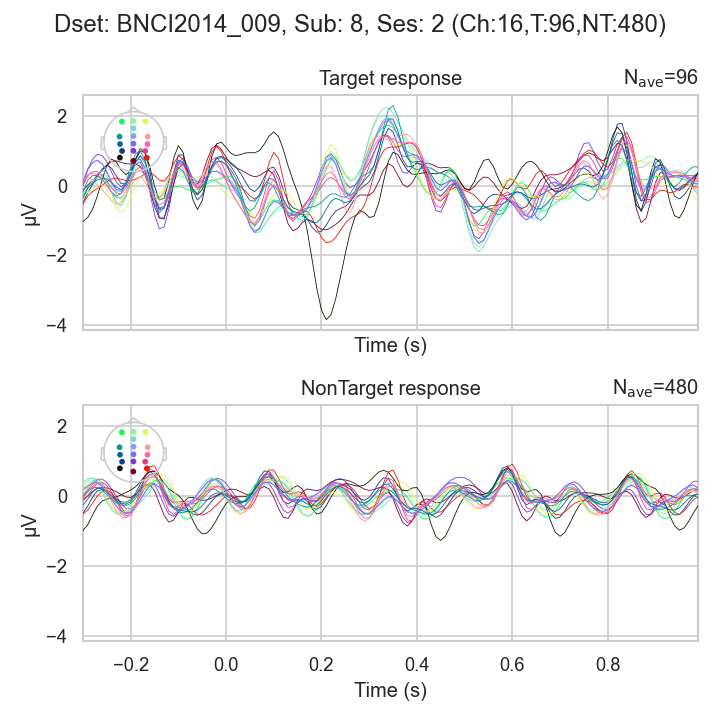 Dset: BNCI2014_009, Sub: 8, Ses: 2 (Ch:16,T:96,NT:480)
Target response
Nave=96
2
0
−2
−4
µV
Time (s)
NonTarget response
Nave=480
2
0
−2
−4
µV
−0.2 0.0 0.2 0.4 0.6 0.8
Time (s)